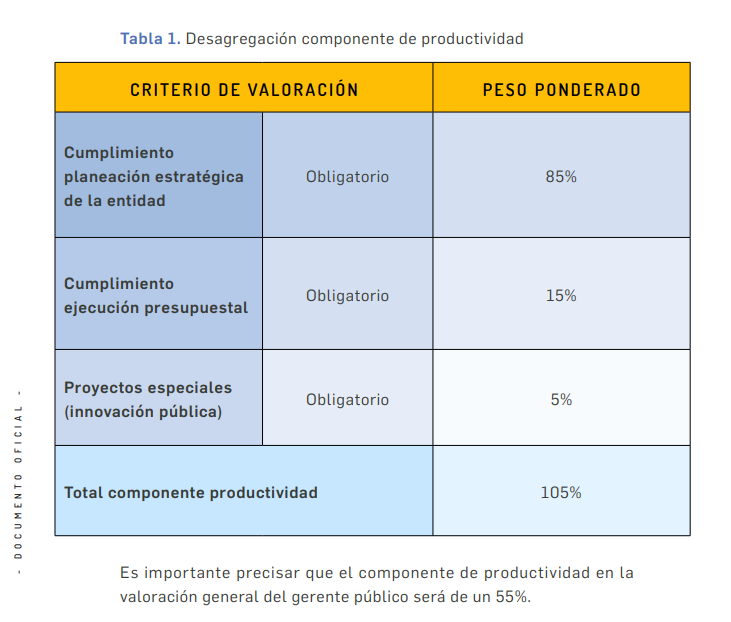 Tabla 1. Desagregación componente de productividad
CRITERIO DE VALORACIÓN
PESO PONDERADO
Cumplimiento
planeación estratégica
de la entidad
Obligatorio
85%
Cumplimiento
ejecución presupuestal
Obligatorio
15%
Proyectos especiales
(innovación pública)
Obligatorio
5%
Total componente productividad
105%
- DOCUMENTO OFICIAL -
Es importante precisar que el componente de productividad en la
valoración general del gerente público será de un 55%.